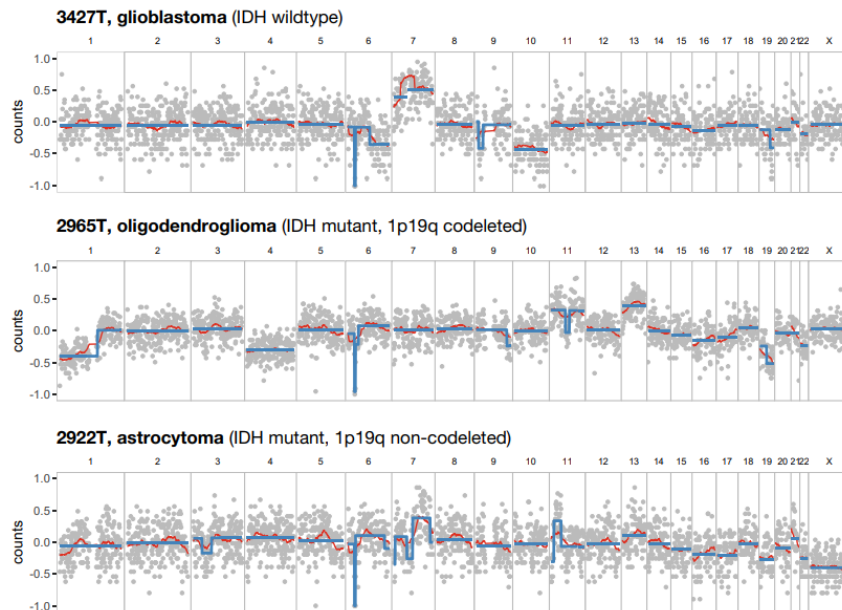 3427T, glioblastoma (IDH wildtype)
1 2 3 4 5 6 7 8 9 10 11 12 13 14 15 16 17 18 19 20 21 22 X
1.0
0.5
0.0
-0.5
-1.0
counts
2965T, oligodendroglioma (IDH mutant, 1p19q codeleted)
1 2 3 4 5 6 7 8 9 10 11 12 13 14 15 16 17 18 19 20 21 22 X
1.0
0.5
0.0
-0.5
-1.0
counts
2922T, astrocytoma (IDH mutant, 1p19q non-codeleted)
1 2 3 4 5 6 7 8 9 10 11 12 13 14 15 16 17 18 19 20 21 22 X
1.0
0.5
0.0
-0.5
-1.0
counts